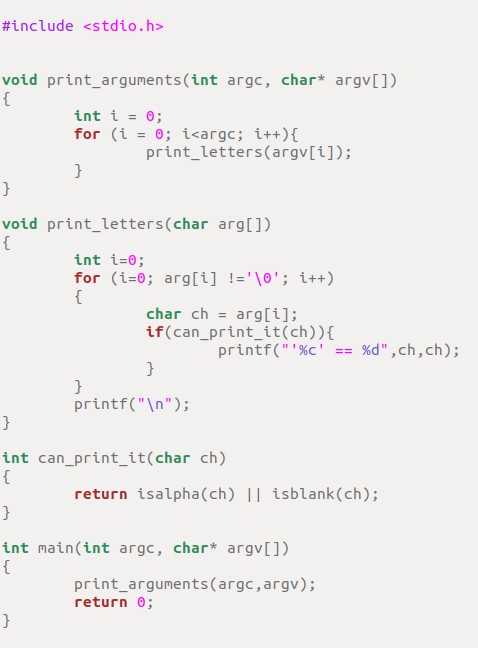 #include <stdio.h>


void print_arguments(int argc, char* argv[])
{
        int i = 0;
        for (i = 0; i<argc; i++){
                print_letters(argv[i]);
        }
}

void print_letters(char arg[])
{
        int i=0;
        for (i=0; arg[i] !='\0'; i++)
        {
                char ch = arg[i];
                if(can_print_it(ch)){
                        printf("'%c' == %d",ch,ch);
                }
        }
        printf("\n");
}

int can_print_it(char ch)
{
        return isalpha(ch) || isblank(ch);
}

int main(int argc, char* argv[])
{
        print_arguments(argc,argv);
        return 0;
}